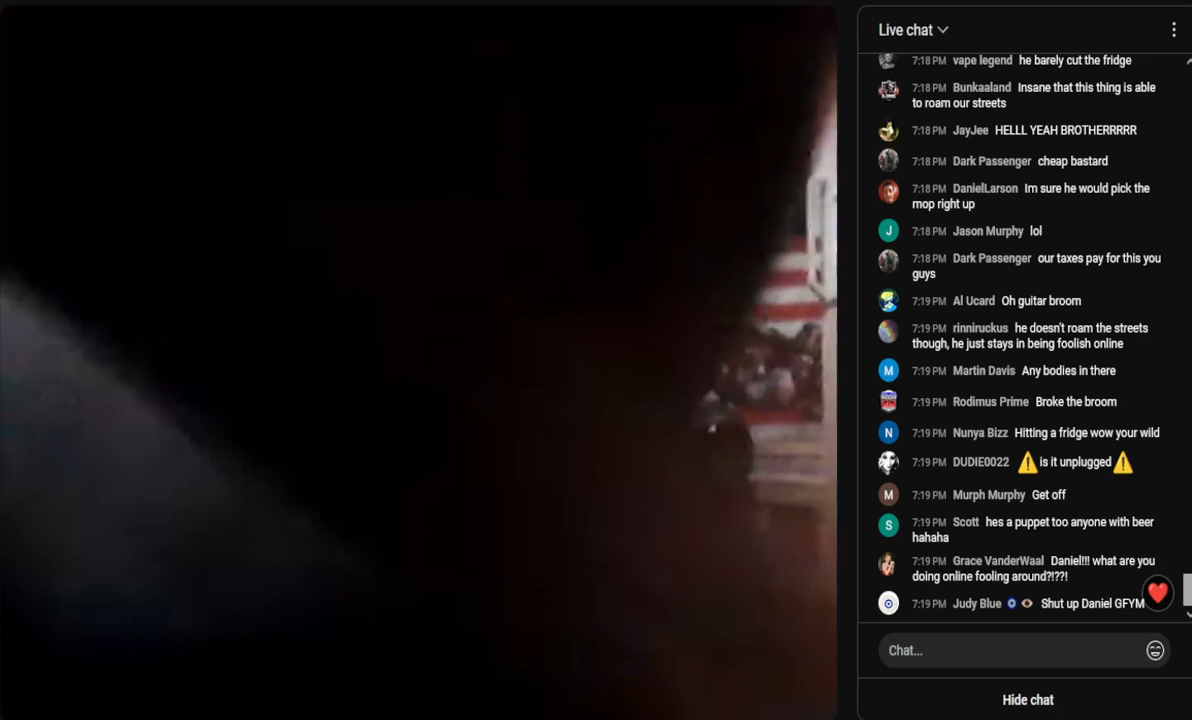 Live chat
7:18 PM vape legend he barely cut the fridge
7:18 PM Bunkaaland Insane that this thing is able
to roam our streets
7:18 PM JayJee HELLL YEAH BROTHERRRRR
7:18 PM Dark Passenger cheap bastard
7:18 PM DanielLarson Im sure he would pick the
mop right up
J 7:18 PM Jason Murphy lol
7:18 PM Dark Passenger our taxes pay for this you
guys
7:19 PM Al Ucard Oh guitar broom
7:19 PM rinniruckus he doesn't roam the streets
though, he just stays in being foolish online
M 7:19 PM Martin Davis Any bodies in there
7:19 PM Rodimus Prime Broke the broom
N 7:19 PM Nunya Bizz Hitting a fridge wow your wild
7:19 PM DUDIE0022 ⚠️is it unplugged⚠️
M 7:19 PM Murph Murphy Get off
S 7:19 PM Scott hes a puppet too anyone with beer
hahaha
7:19 PM Grace VanderWaal Daniel!!! what are you
doing online fooling around?!??!
7:19 PM Judy Blue 🧿 👁 Shut up Daniel GFYM
Chat...
Hide chat